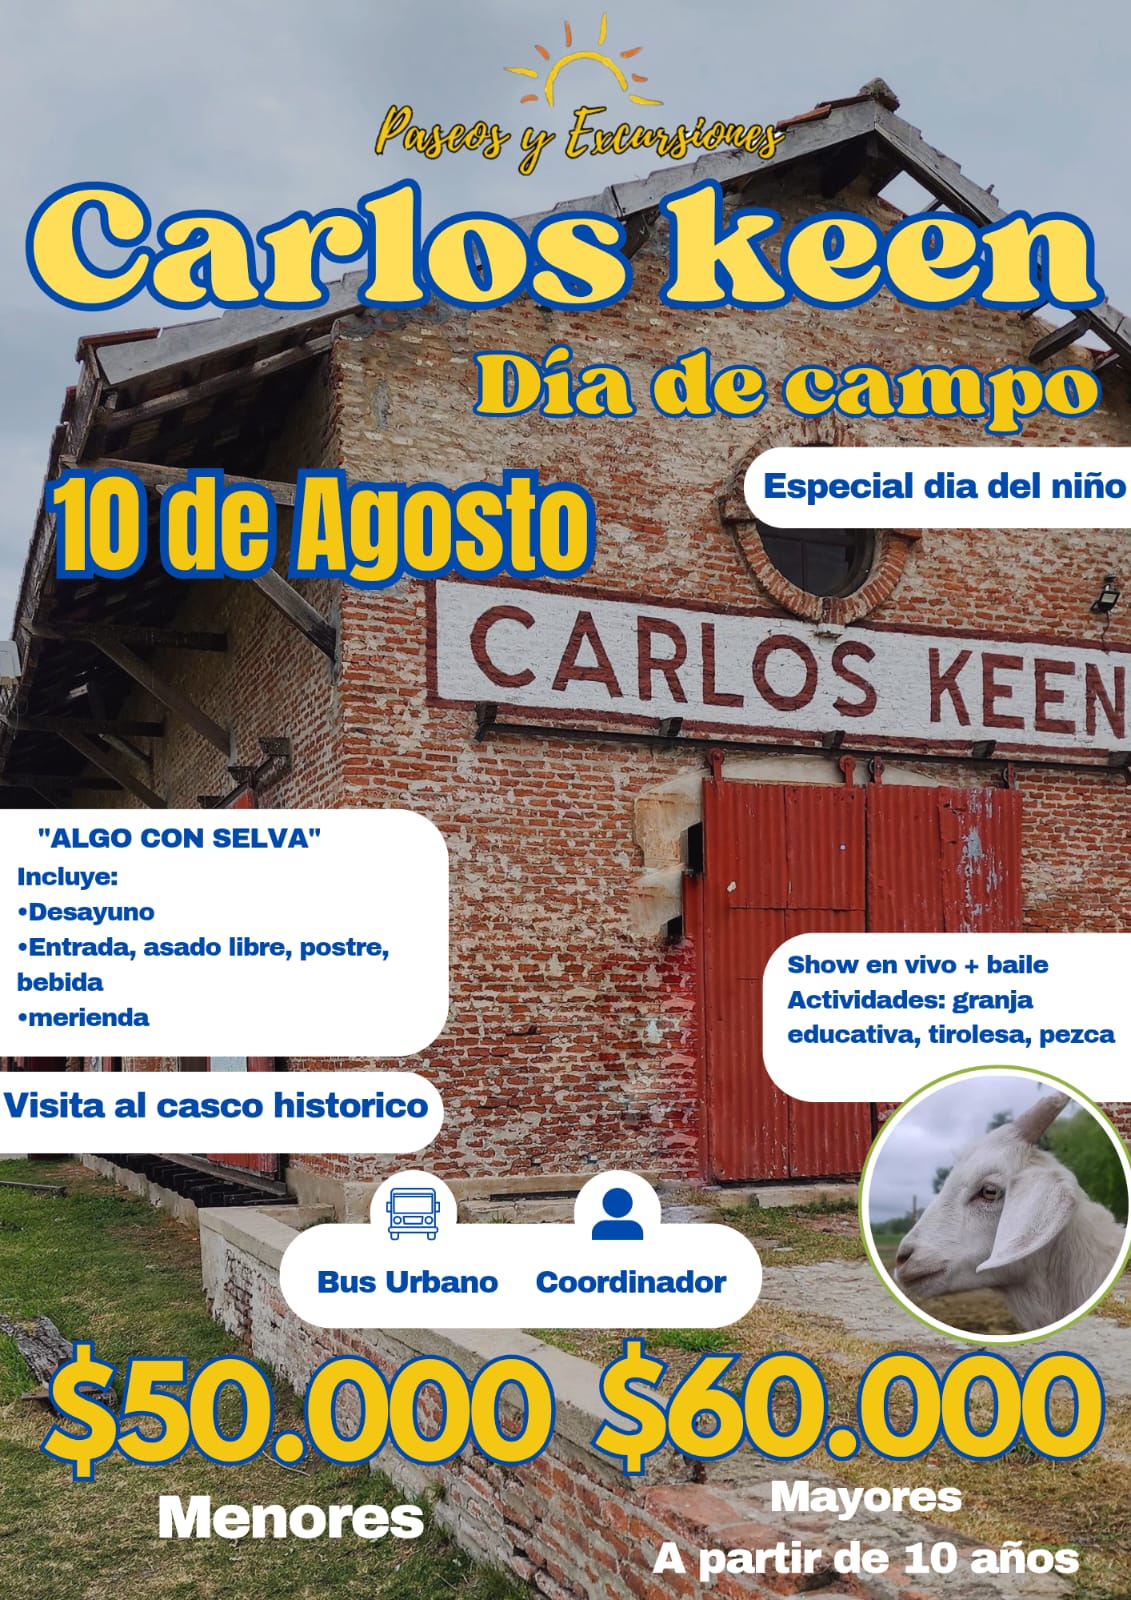 Paseos y Excursiones
Carlos keen
Día de campo
10 de Agosto
Especial dia del niño
CARLOS KEEN
"ALGO CON SELVA"
Incluye:
•Desayuno
•Entrada, asado libre, postre,
bebida
•merienda
Show en vivo + baile
Actividades: granja
educativa, tirolesa, pezca
Visita al casco historico
Bus Urbano
Coordinador
$50.000
Menores
$60.000
Mayores
A partir de 10 años